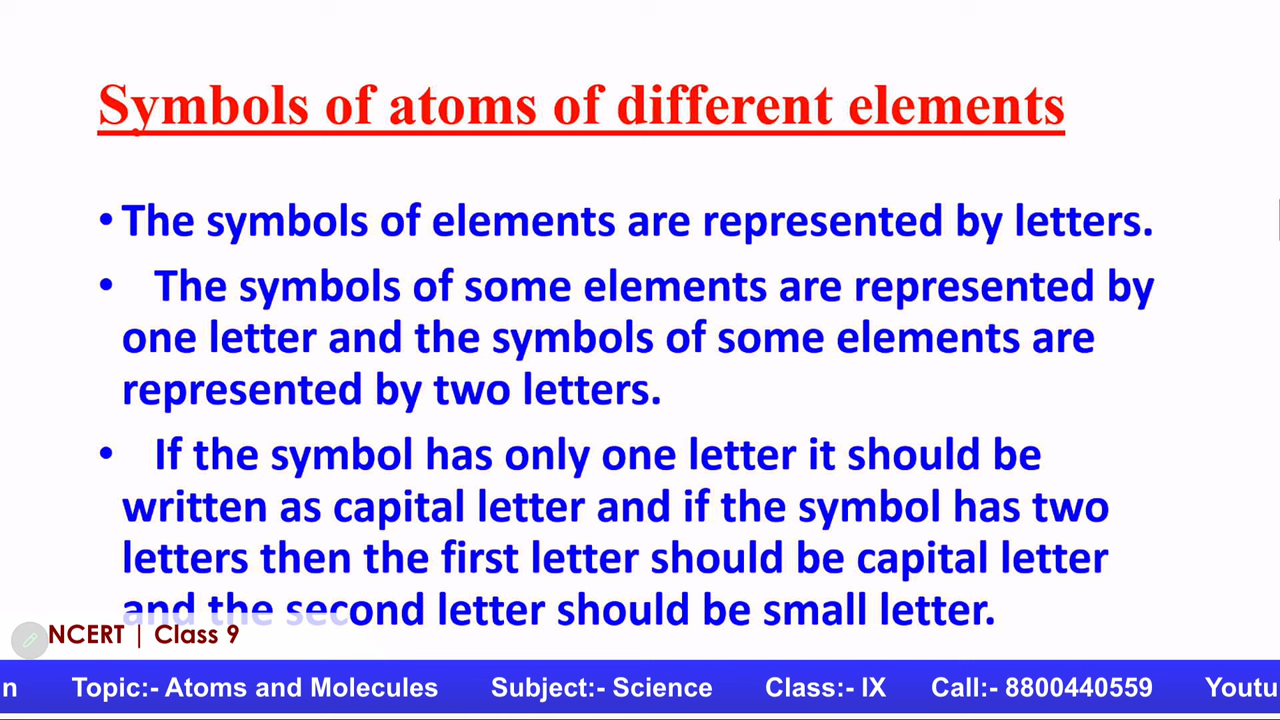 Symbols of atoms of different elements
• The symbols of elements are represented by letters.
• The symbols of some elements are represented by
one letter and the symbols of some elements are
represented by two letters.
• If the symbol has only one letter it should be
written as capital letter and if the symbol has two
letters then the first letter should be capital letter
and the second letter should be small letter.
NCERT | Class 9
n Topic:- Atoms and Molecules Subject:- Science Class:- IX Call:- 8800440559 Youtu